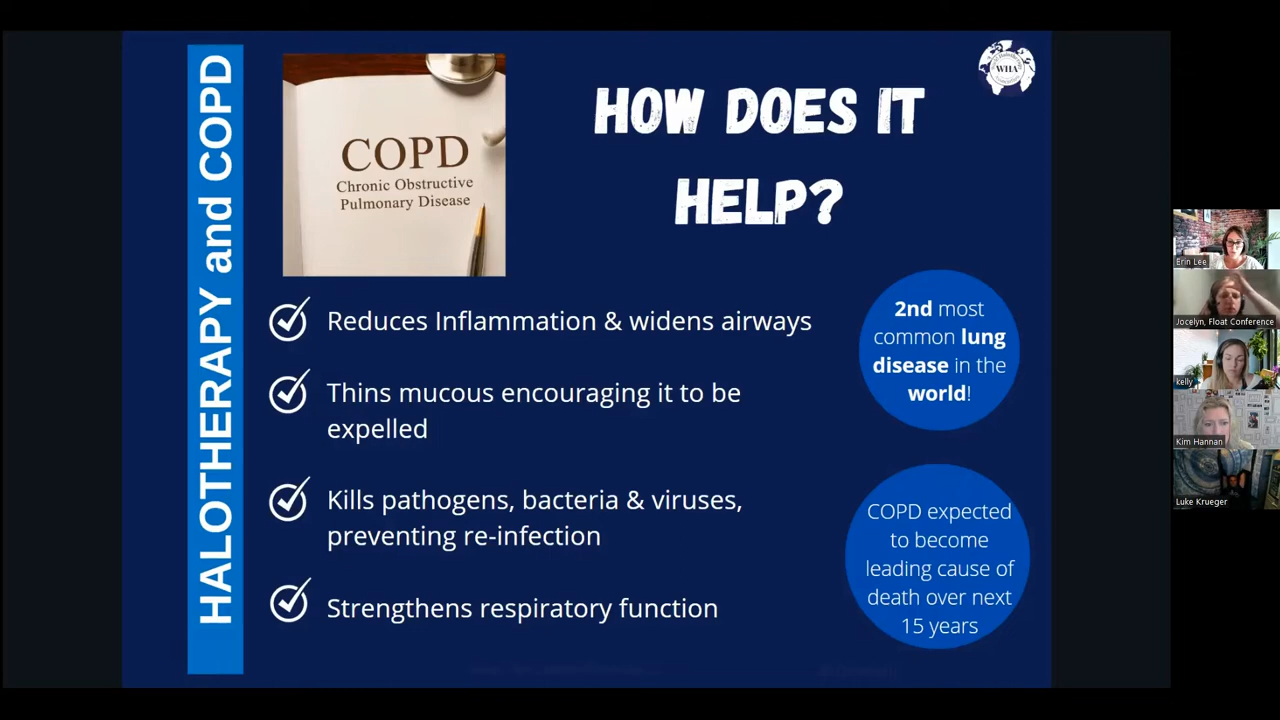 HALOTHERAPY and COPD
COPD
Chronic Obstructive
Pulmonary Disease
HOW DOES IT
HELP?
WHA
Reduces Inflammation & widens airways
Thins mucous encouraging it to be
expelled
Kills pathogens, bacteria & viruses,
preventing re-infection
Strengthens respiratory function
2nd most
common lung
disease in the
world!
COPD expected
to become
leading cause of
death over next
15 years
Erin Lee
Jocelyn, Float Conference
kelly
Kim Hannan
Luke Krueger